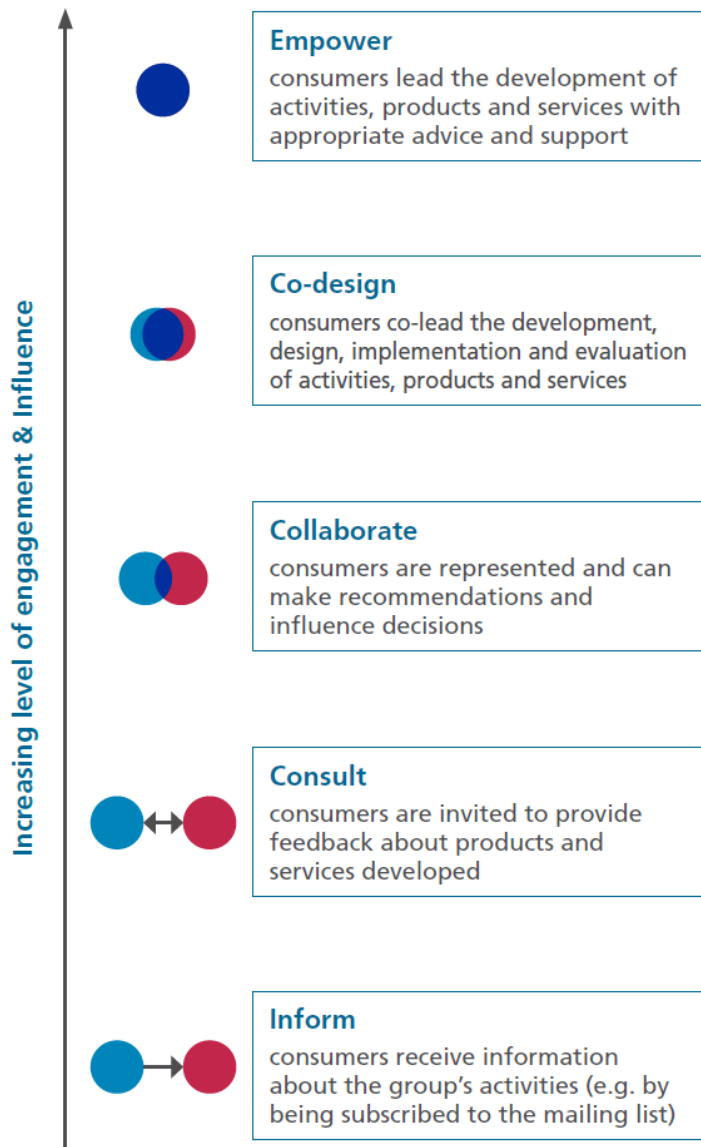 Increasing level of engagement & Influence
Empower
consumers lead the development of
activities, products and services with
appropriate advice and support
Co-design
consumers co-lead the development,
design, implementation and evaluation
of activities, products and services
Collaborate
consumers are represented and can
make recommendations and
influence decisions
Consult
consumers are invited to provide
feedback about products and
services developed
Inform
consumers receive information
about the group’s activities (e.g. by
being subscribed to the mailing list)